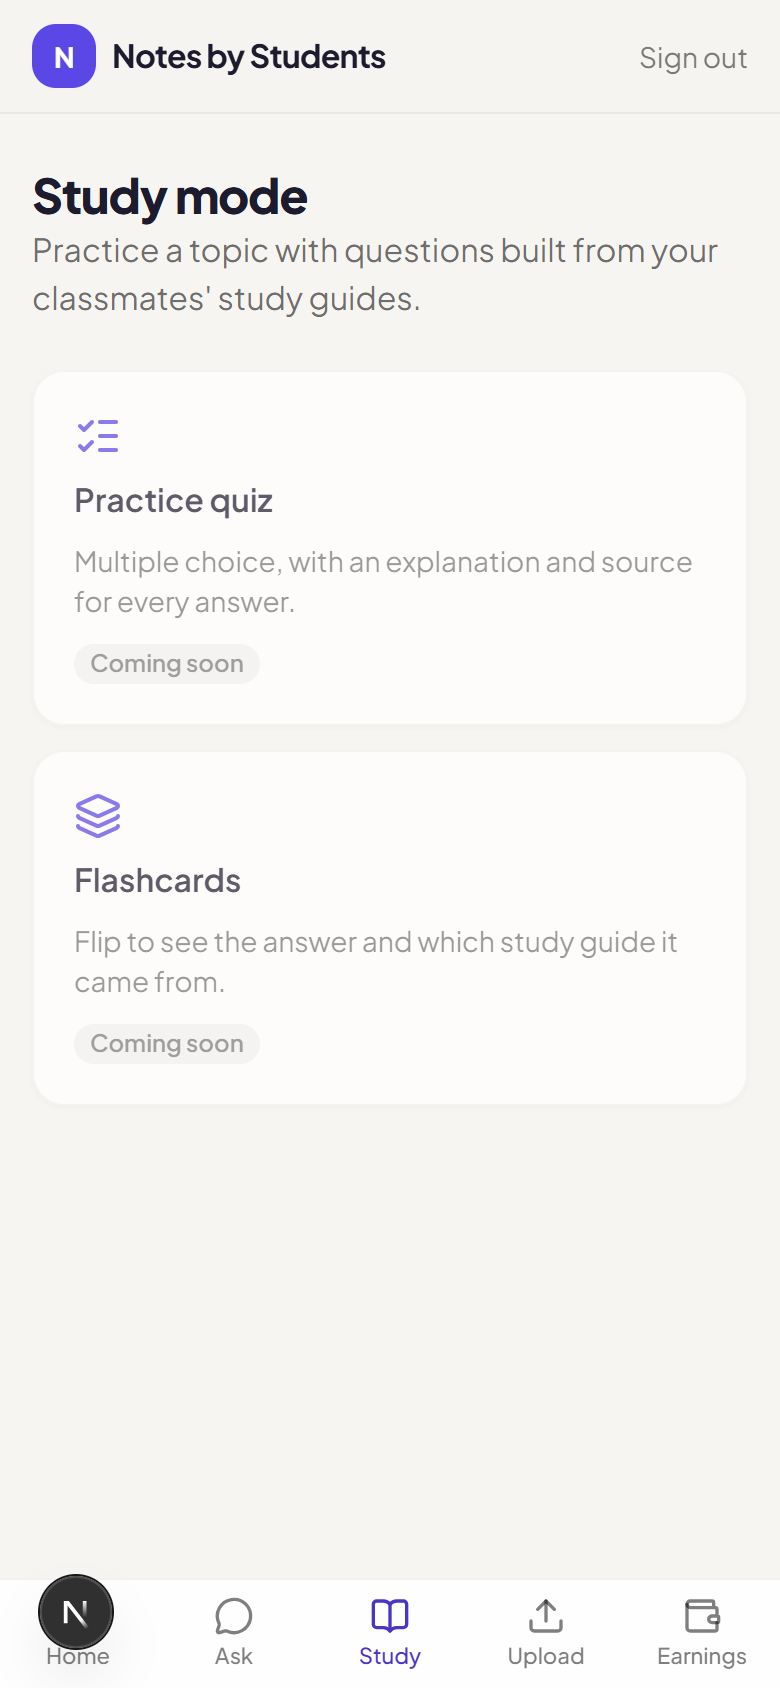 N
Notes by Students
Sign out
Study mode
Practice a topic with questions built from your
classmates' study guides.
Practice quiz
Multiple choice, with an explanation and source
for every answer.
Coming soon
Flashcards
Flip to see the answer and which study guide it
came from.
Coming soon
N
Home
Ask
Study
Upload
Earnings